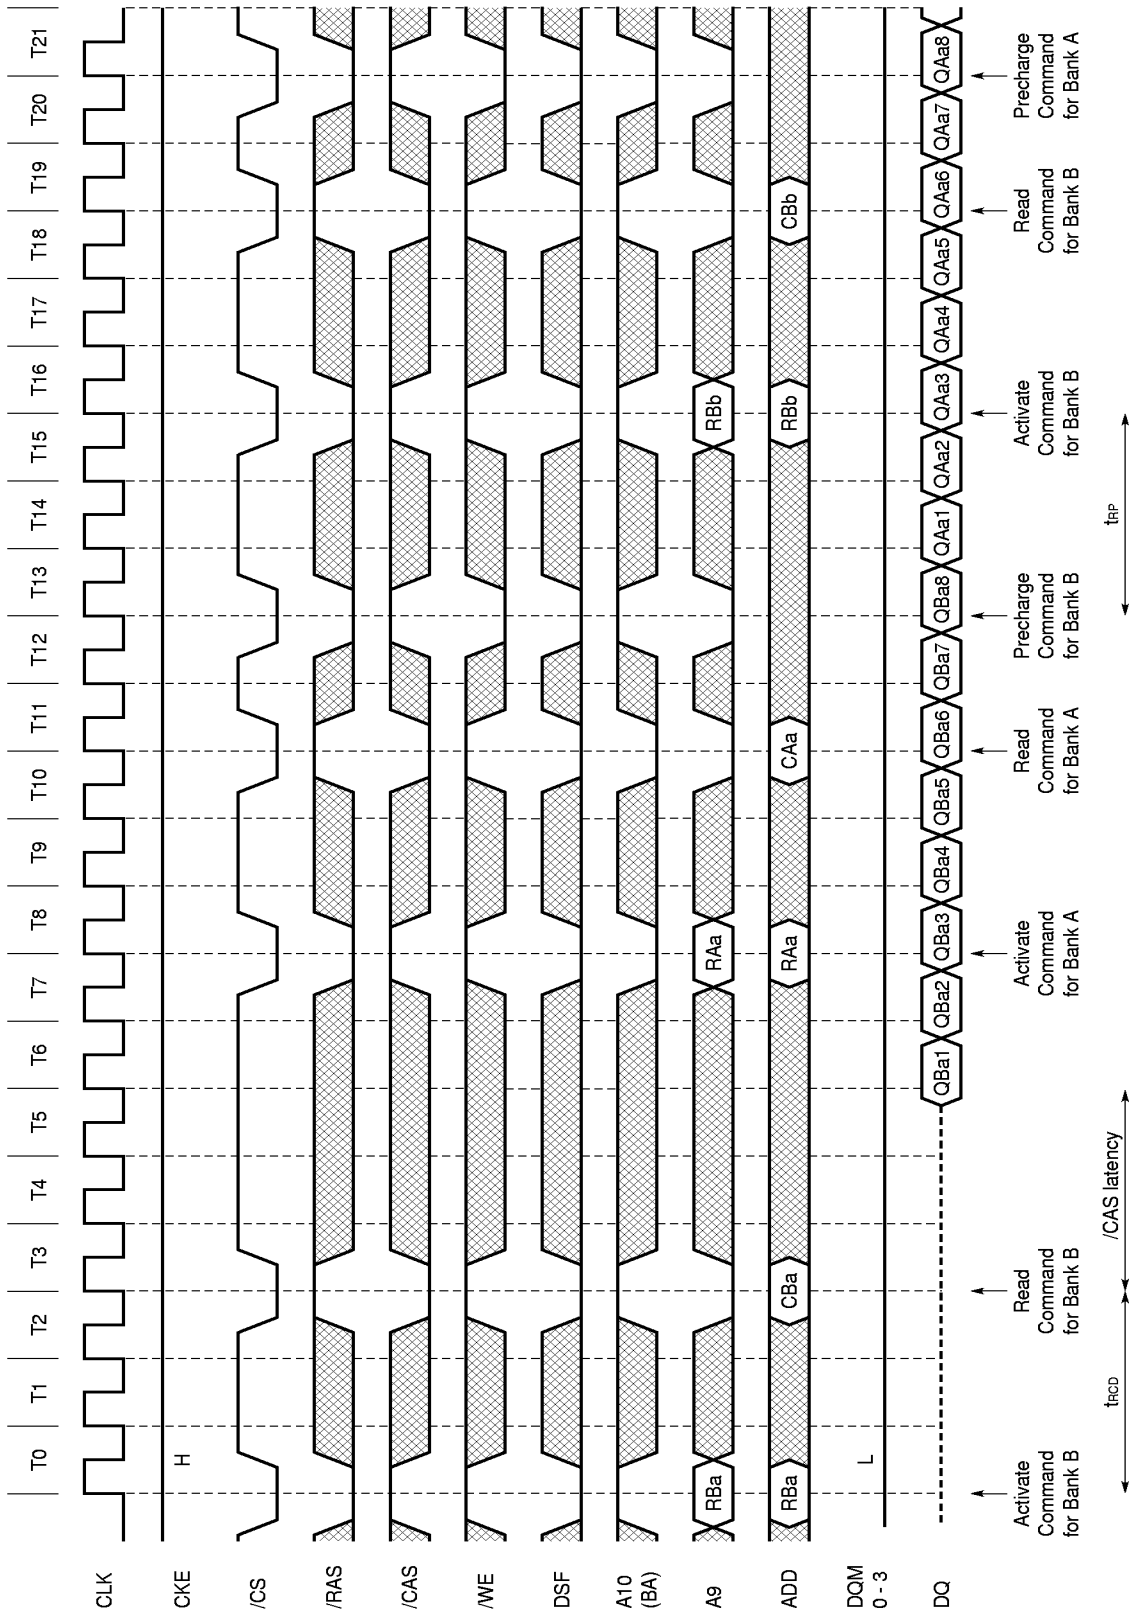 T0 T1 T2 T3 T4 T5 T6 T7 T8 T9 T10 T11 T12 T13 T14 T15 T16 T17 T18 T19 T20 T21
CLK
CKE H
/CS
/RAS
/CAS
/WE
DSF
A10
(BA)
A9 RBa RAa RBb
ADD RBa CBa RAa CAa RBb CBb
DQM
0 - 3 L
DQ QBa1 QBa2 QBa3 QBa4 QBa5 QBa6 QBa7 QBa8 QAa1 QAa2 QAa3 QAa4 QAa5 QAa6 QAa7 QAa8
Activate
Command
for Bank B
Read
Command
for Bank B
Activate
Command
for Bank A
Read
Command
for Bank A
Precharge
Command
for Bank B
Activate
Command
for Bank B
Read
Command
for Bank B
Precharge
Command
for Bank A
tRCD /CAS latency tRP